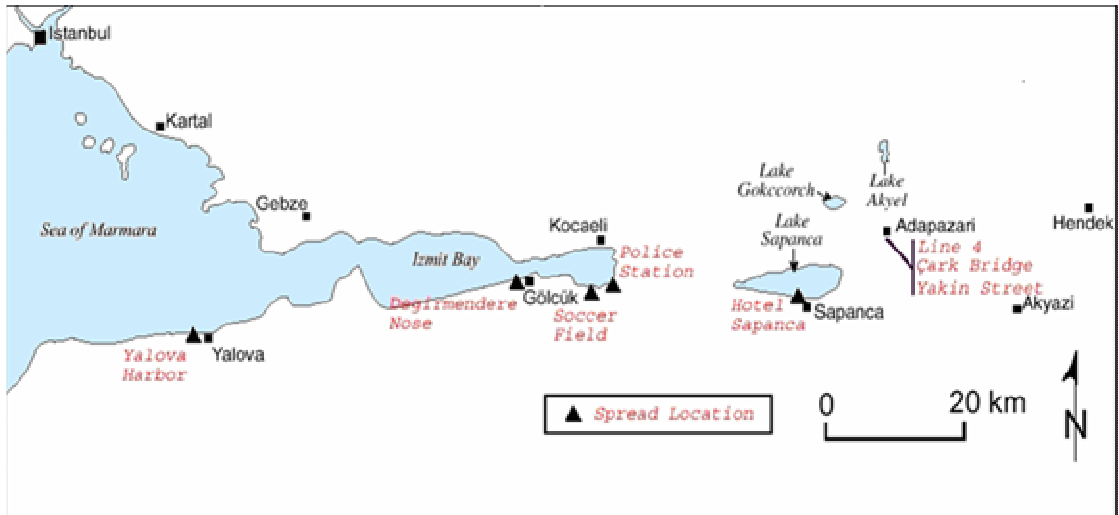 Istanbul
Kartal
Gebze
Sea of Marmara
Izmit Bay
Kocaeli
Police
Station
Degirmendere
Nose
Gölcük
Soccer
Field
Yalova
Yalova
Harbor
Lake
Gokccorch
Lake
Akyel
Lake
Sapanca
Hotel
Sapanca
Sapanca
Adapazari
Line 4
Çark Bridge
Yakin Street
Hendek
Akyazi
Spread Location
0 20 km
N